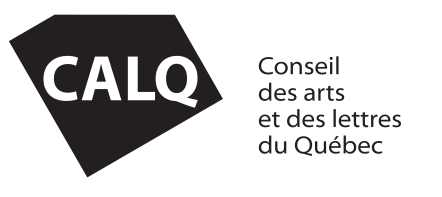 CALQ
Conseil
des arts
et des lettres
du Québec